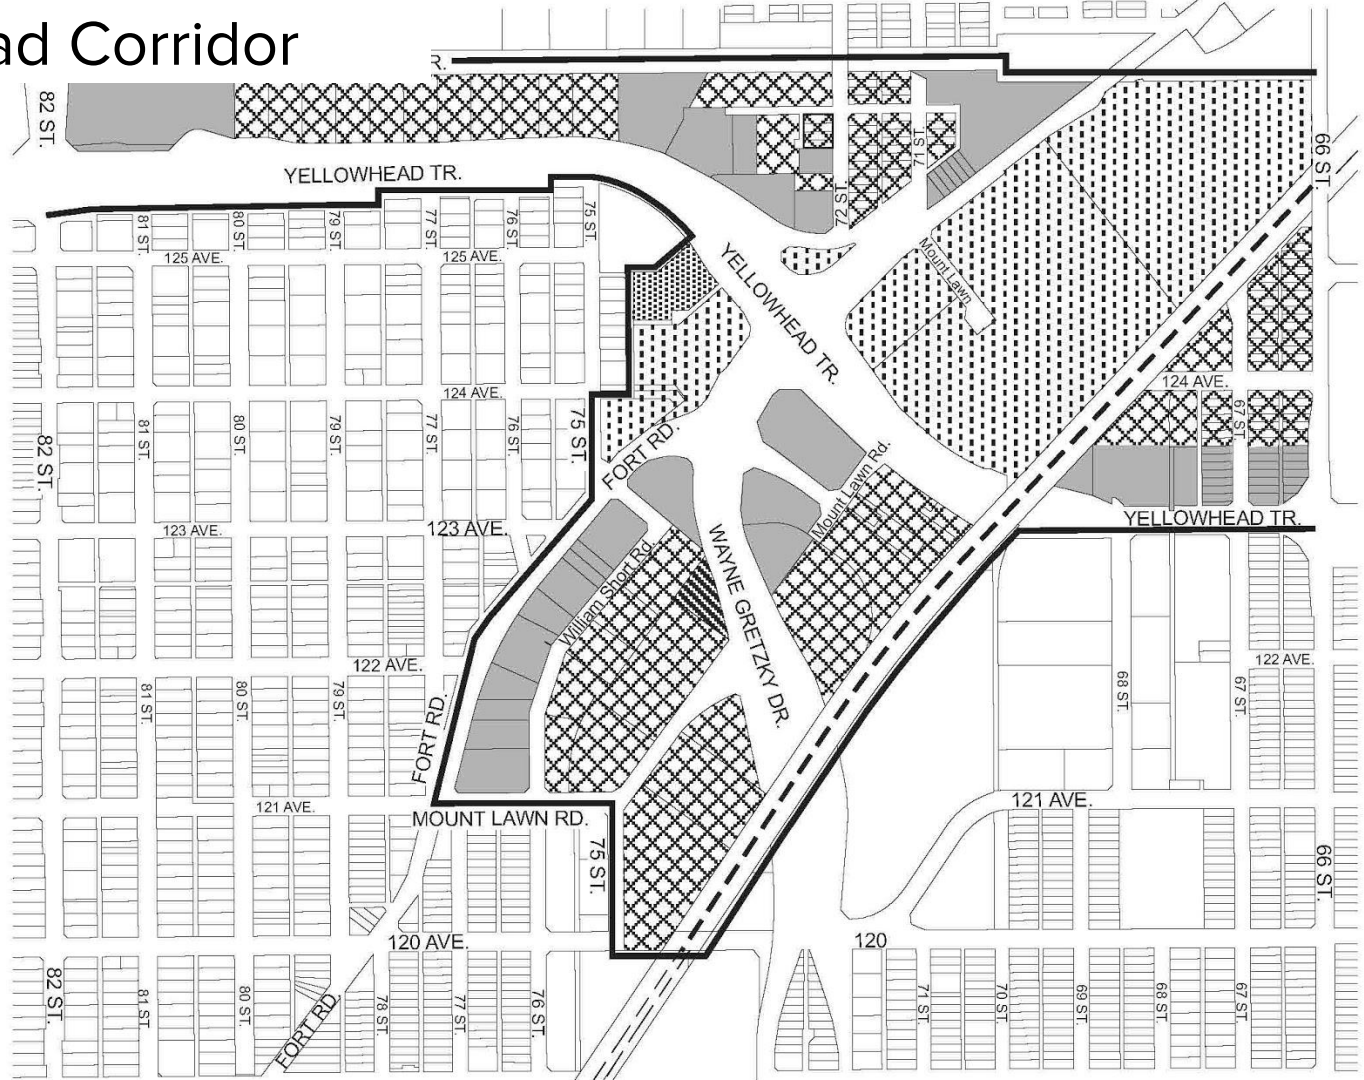 ad Corridor
R.
82 ST.
66 ST.
YELLOWHEAD TR.
71 ST.
72 ST.
81 ST.
80 ST.
79 ST.
77 ST.
76 ST.
75 ST.
125 AVE.
125 AVE.
YELLOWHEAD TR.
Mount Lawn
124 AVE.
124 AVE.
67 ST.
82 ST.
81 ST.
80 ST.
79 ST.
77 ST.
76 ST.
75 ST.
FORT RD.
Mount Lawn Rd.
123 AVE.
123 AVE.
YELLOWHEAD TR.
William Short Rd.
WAYNE GRETZKY DR.
122 AVE.
122 AVE.
81 ST.
80 ST.
79 ST.
FORT RD.
68 ST.
67 ST.
121 AVE.
MOUNT LAWN RD.
121 AVE.
75 ST.
66 ST.
120 AVE.
120
82 ST.
81 ST.
80 ST.
FORT RD.
78 ST.
77 ST.
76 ST.
71 ST.
70 ST.
69 ST.
68 ST.
67 ST.